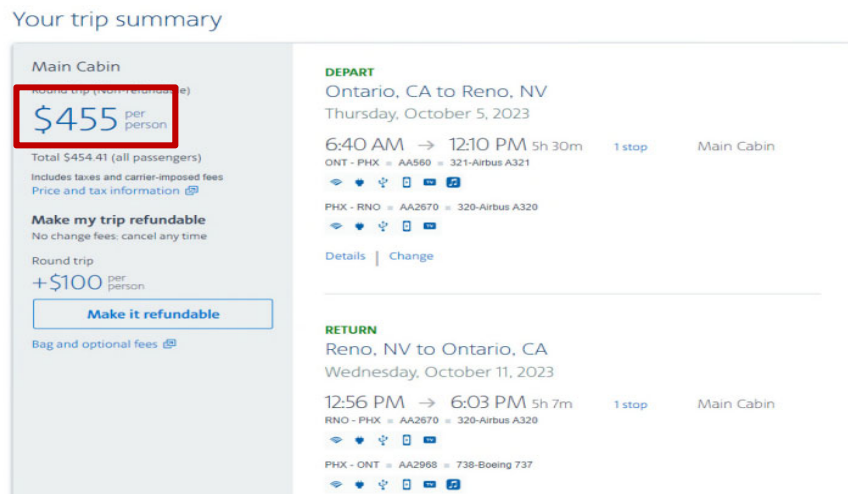 Your trip summary
Main Cabin
Round trip (Non-refundable)
$455 per person
Total $454.41 (all passengers)
Includes taxes and carrier-imposed fees
Price and tax information
Make my trip refundable
No change fees: cancel any time
Round trip
+$100 per person
Make it refundable
Bag and optional fees
DEPART
Ontario, CA to Reno, NV
Thursday, October 5, 2023
6:40 AM → 12:10 PM 5h 30m 1 stop Main Cabin
ONT - PHX = AA560 = 321-Airbus A321
PHX - RNO = AA2670 = 320-Airbus A320
Details | Change
RETURN
Reno, NV to Ontario, CA
Wednesday, October 11, 2023
12:56 PM → 6:03 PM 5h 7m 1 stop Main Cabin
RNO - PHX = AA2670 = 320-Airbus A320
PHX - ONT = AA2968 = 738-Boeing 737